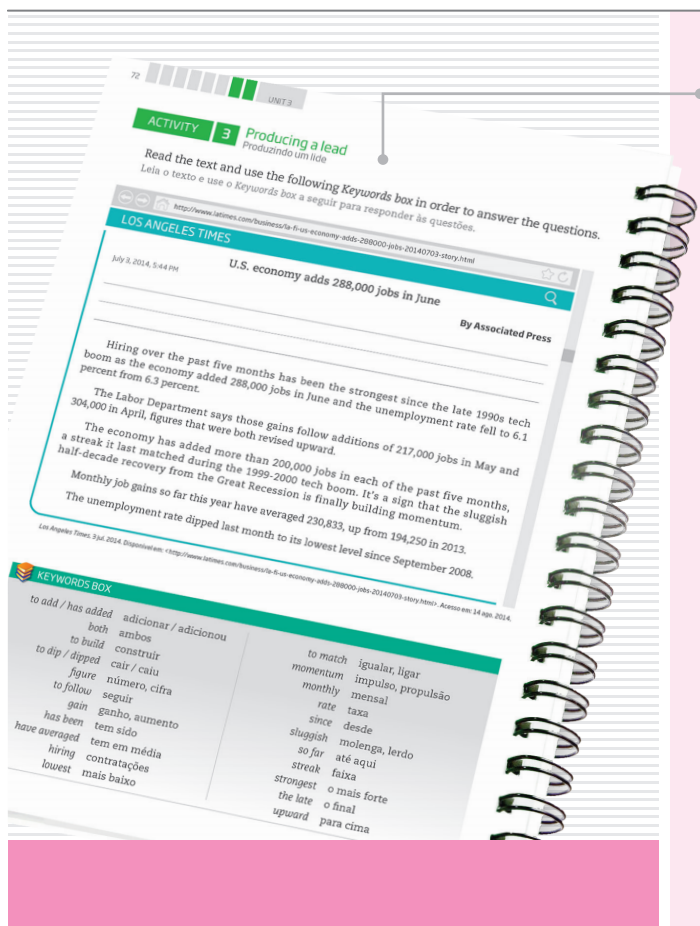 72
UNIT 3
ACTIVITY 3 Producing a lead
Produzindo um lide
Read the text and use the following Keywords box in order to answer the questions.
Leia o texto e use o Keywords box a seguir para responder às questões.
http://www.latimes.com/business/la-fi-us-economy-adds-288000-jobs-20140703-story.html
LOS ANGELES TIMES
July 3, 2014, 5:44 PM
U.S. economy adds 288,000 jobs in June
By Associated Press
Hiring over the past five months has been the strongest since the late 1990s tech
boom as the economy added 288,000 jobs in June and the unemployment rate fell to 6.1
percent from 6.3 percent.
The Labor Department says those gains follow additions of 217,000 jobs in May and
304,000 in April, figures that were both revised upward.
The economy has added more than 200,000 jobs in each of the past five months,
a streak it last matched during the 1999-2000 tech boom. It's a sign that the sluggish
half-decade recovery from the Great Recession is finally building momentum.
Monthly job gains so far this year have averaged 230,833, up from 194,250 in 2013.
The unemployment rate dipped last month to its lowest level since September 2008.
Los Angeles Times. 3 jul. 2014. Disponível em: <http://www.latimes.com/business/la-fi-us-economy-adds-288000-jobs-20140703-story.html>. Acesso em: 14 ago. 2014.
KEYWORDS BOX
to add / has added adicionar / adicionou
both ambos
to build construir
to dip / dipped cair / caiu
figure número, cifra
to follow seguir
gain ganho, aumento
has been tem sido
have averaged tem em média
hiring contratações
lowest mais baixo
to match igualar, ligar
momentum impulso, propulsão
monthly mensal
rate taxa
since desde
sluggish molenga, lerdo
so far até aqui
streak faixa
strongest o mais forte
the late o final
upward para cima